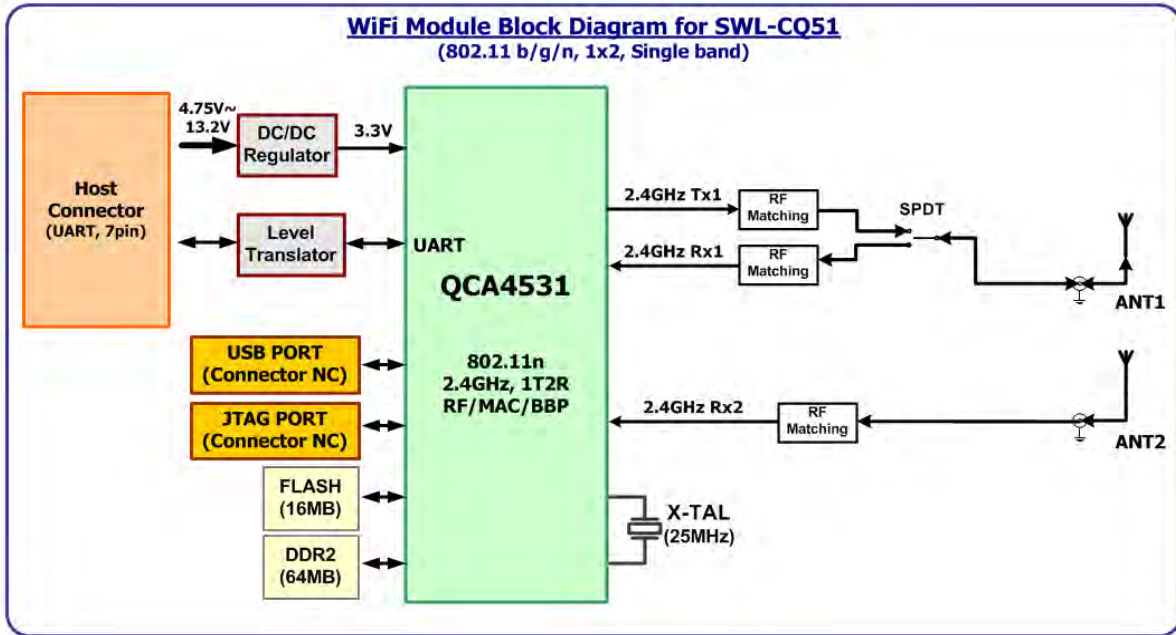 WiFi Module Block Diagram for SWL-CQ51
(802.11 b/g/n, 1x2, Single band)
Host
Connector
(UART, 7pin)
4.75V~
13.2V
DC/DC
Regulator
3.3V
Level
Translator
UART
QCA4531
802.11n
2.4GHz, 1T2R
RF/MAC/BBP
USB PORT
(Connector NC)
JTAG PORT
(Connector NC)
FLASH
(16MB)
DDR2
(64MB)
2.4GHz Tx1
RF
Matching
2.4GHz Rx1
RF
Matching
SPDT
ANT1
2.4GHz Rx2
RF
Matching
ANT2
X-TAL
(25MHz)